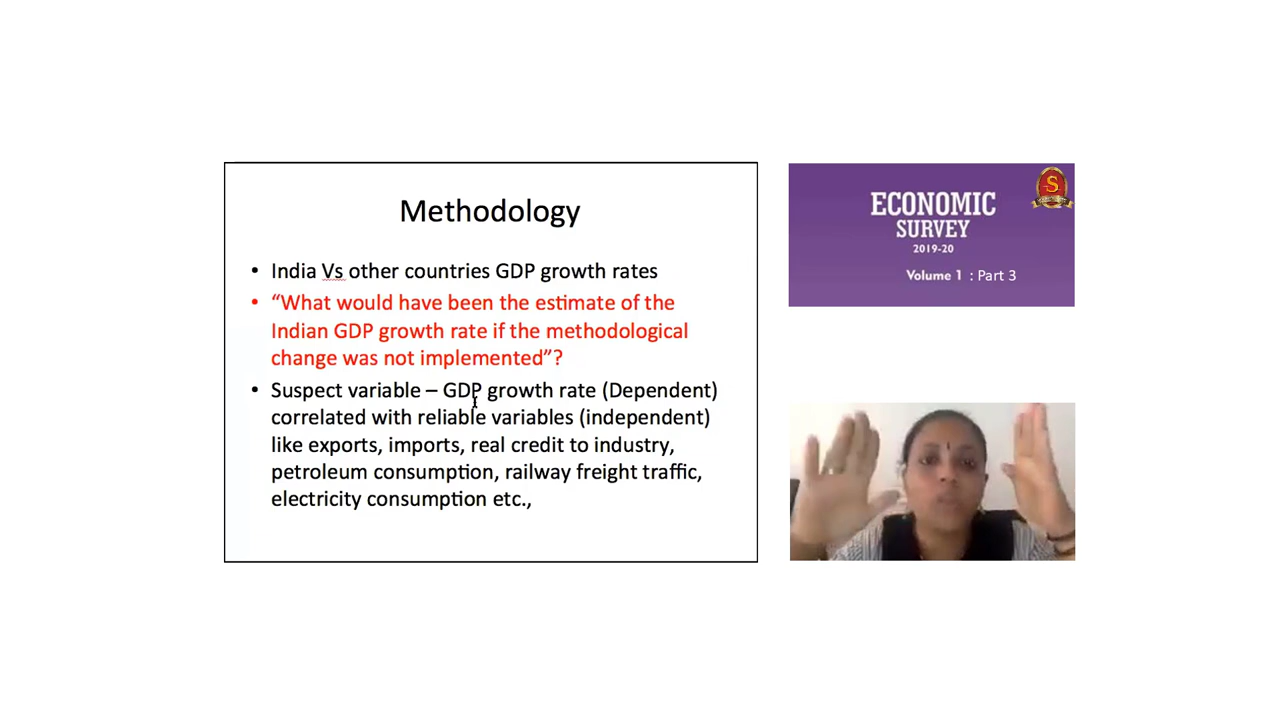 Methodology
• India Vs other countries GDP growth rates
• “What would have been the estimate of the
Indian GDP growth rate if the methodological
change was not implemented”?
• Suspect variable – GDP growth rate (Dependent)
correlated with reliable variables (independent)
like exports, imports, real credit to industry,
petroleum consumption, railway freight traffic,
electricity consumption etc.,
S
ECONOMIC
SURVEY
2019-20
Volume 1 : Part 3